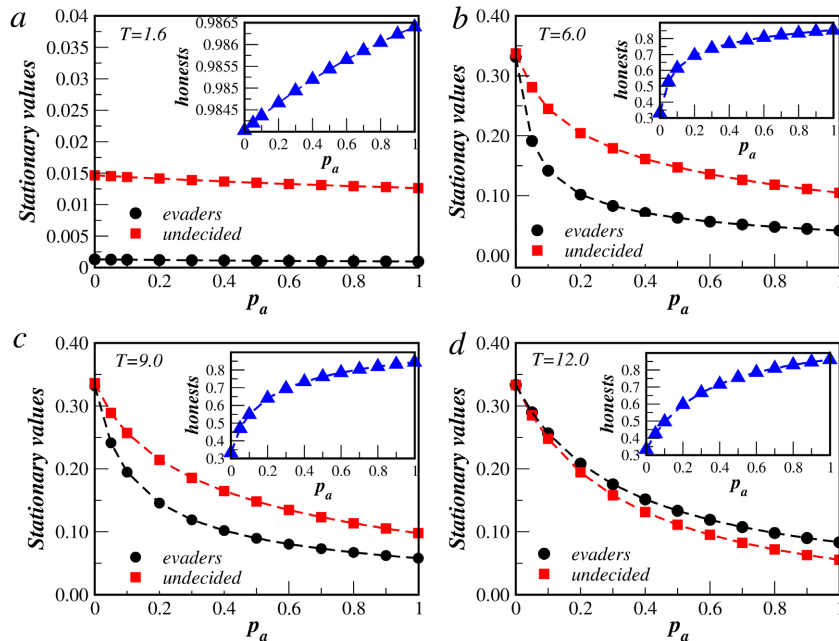 a
T=1.6
0.04
0.035
0.03
0.025
0.02
0.015
0.01
0.005
0
Stationary values
0.9865
0.986
0.9855
0.985
0.9845
honests
0.2 0.4 0.6 0.8 1
p_a
evaders
undecided
0 0.2 0.4 0.6 0.8 1
p_a
b
T=6.0
0.40
0.30
0.20
0.10
0.00
Stationay values
0.8
0.7
0.6
0.5
0.4
0.3
honests
0 0.2 0.4 0.6 0.8 1
p_a
evaders
undecided
0 0.2 0.4 0.6 0.8 1
p_a
c
T=9.0
0.40
0.30
0.20
0.10
0.00
Stationary values
0.8
0.7
0.6
0.5
0.4
0.3
honests
0 0.2 0.4 0.6 0.8 1
p_a
evaders
undecided
0 0.2 0.4 0.6 0.8 1
p_a
d
T=12.0
0.40
0.30
0.20
0.10
0.00
Stationary values
0.8
0.7
0.6
0.5
0.4
0.3
honests
0 0.2 0.4 0.6 0.8 1
p_a
evaders
undecided
0 0.2 0.4 0.6 0.8 1
p_a